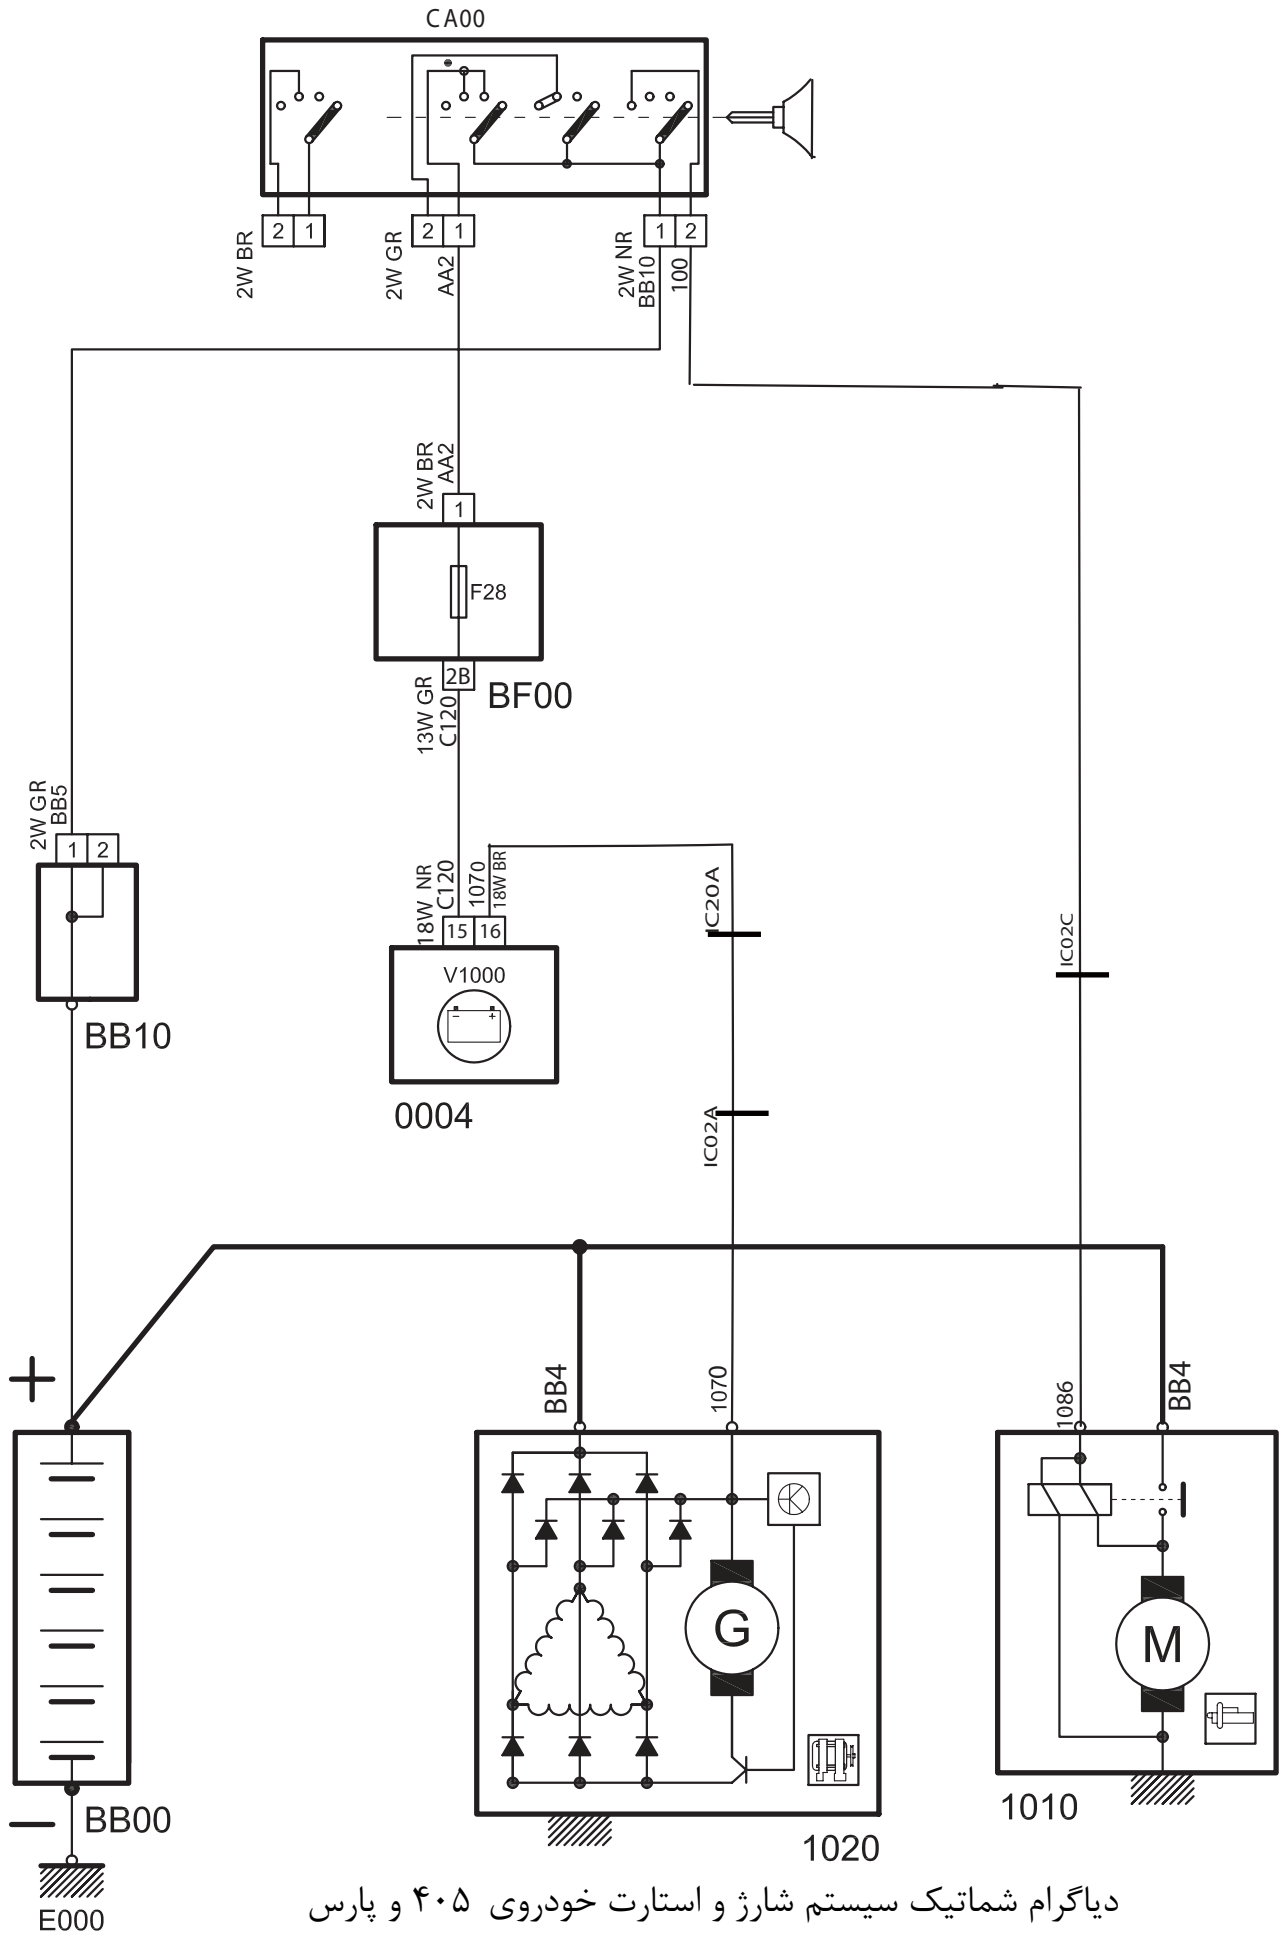 CA00
2 1
2 1
1 2
2W BR
2W GR
AA2
2W NR
BB10
100
2W BR
AA2
1
F28
2B
BF00
13W GR
C120
2W GR
BB5
1 2
BB10
18W NR
C120
1070
18W BR
15 16
V1000
- +
0004
IC20A
IC02C
IC02A
+
BB4
1070
1086
BB4
G
M
1010
BB00
1020
E000
دیاگرام شماتیک سیستم شارژ و استارت خودروی ۴۰۵ و پارس